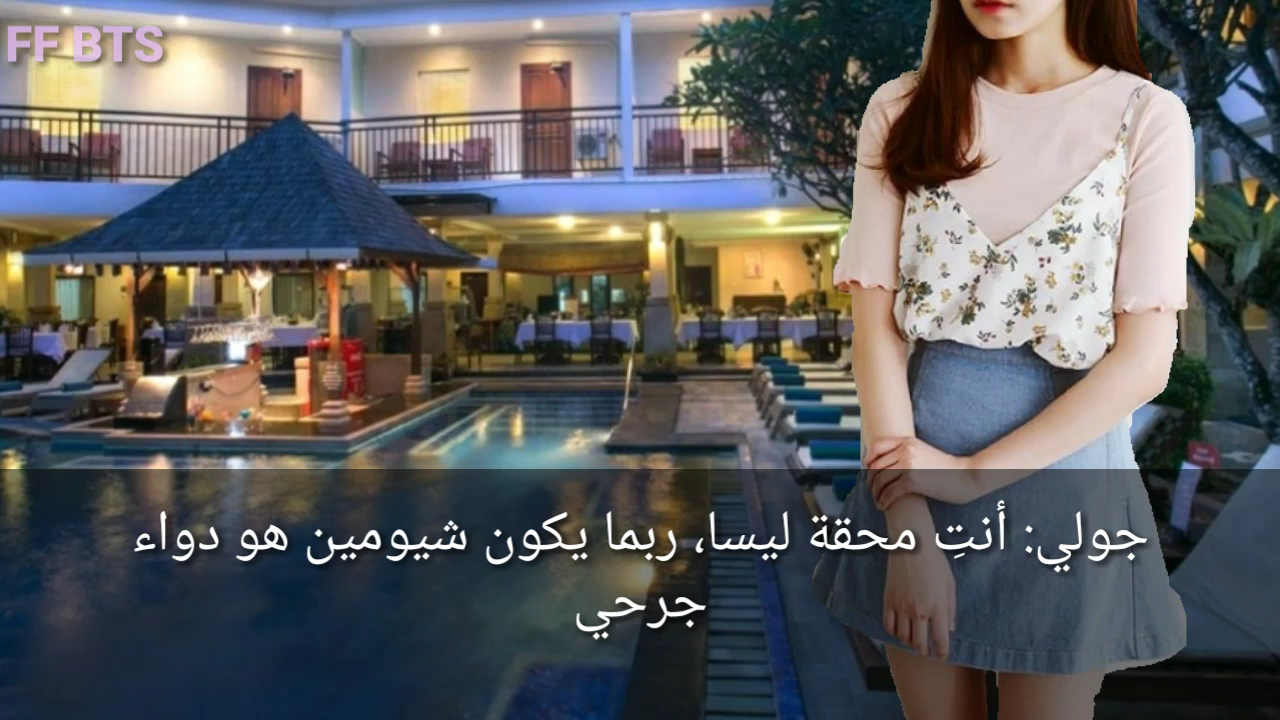 FF BTS
جولي: أنتِ محقة ليسا، ربما يكون شيومين هو دواء
جرحي